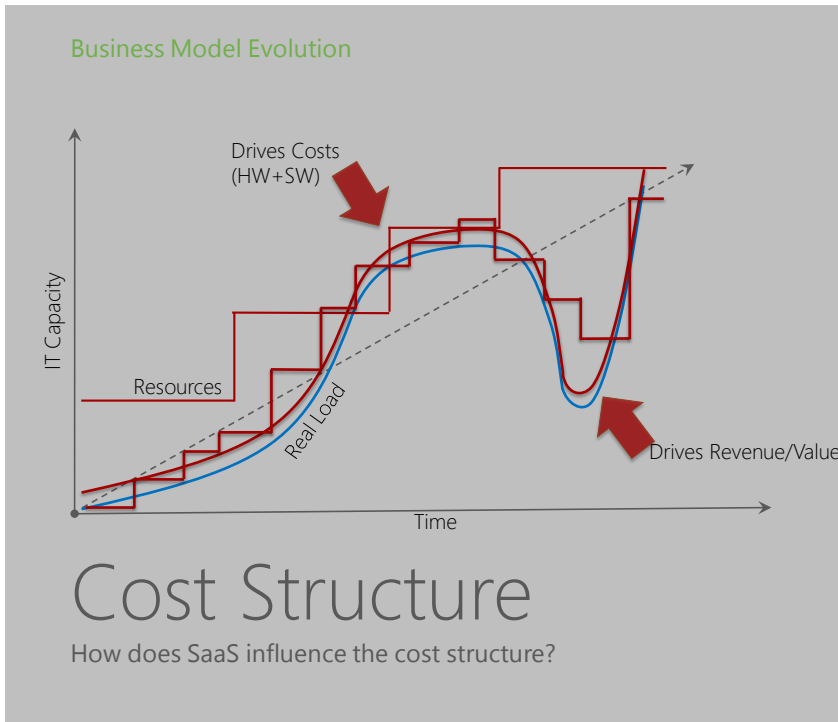 Business Model Evolution
Drives Costs
(HW+SW)
IT Capacity
Resources
Real Load
Drives Revenue/Value
Time
Cost Structure
How does SaaS influence the cost structure?